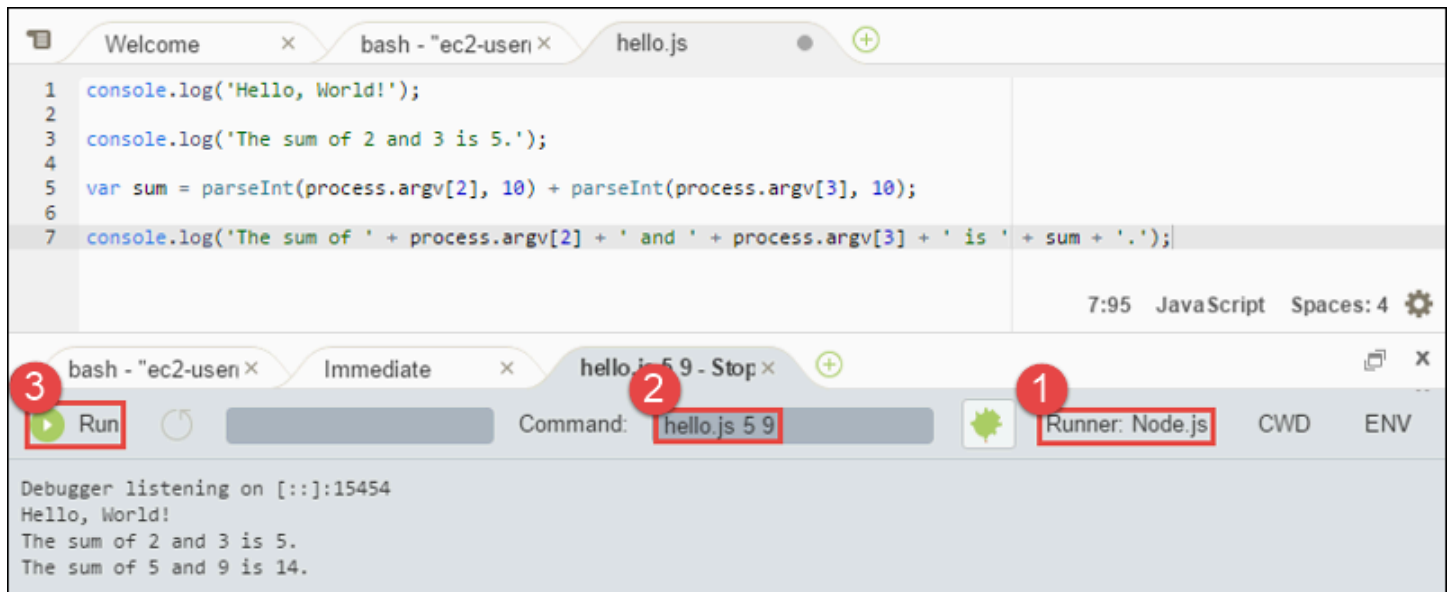 Welcome × bash - "ec2-user × hello.js
1 console.log('Hello, World!');
2
3 console.log('The sum of 2 and 3 is 5.');
4
5 var sum = parseInt(process.argv[2], 10) + parseInt(process.argv[3], 10);
6
7 console.log('The sum of ' + process.argv[2] + ' and ' + process.argv[3] + ' is ' + sum + '.');
7:95 JavaScript Spaces: 4
bash - "ec2-user × Immediate × hello.js 5 9 - Stop ×
3 2 1
Run Command: hello.js 5 9 Runner: Node.js CWD ENV
Debugger listening on [::]:15454
Hello, World!
The sum of 2 and 3 is 5.
The sum of 5 and 9 is 14.